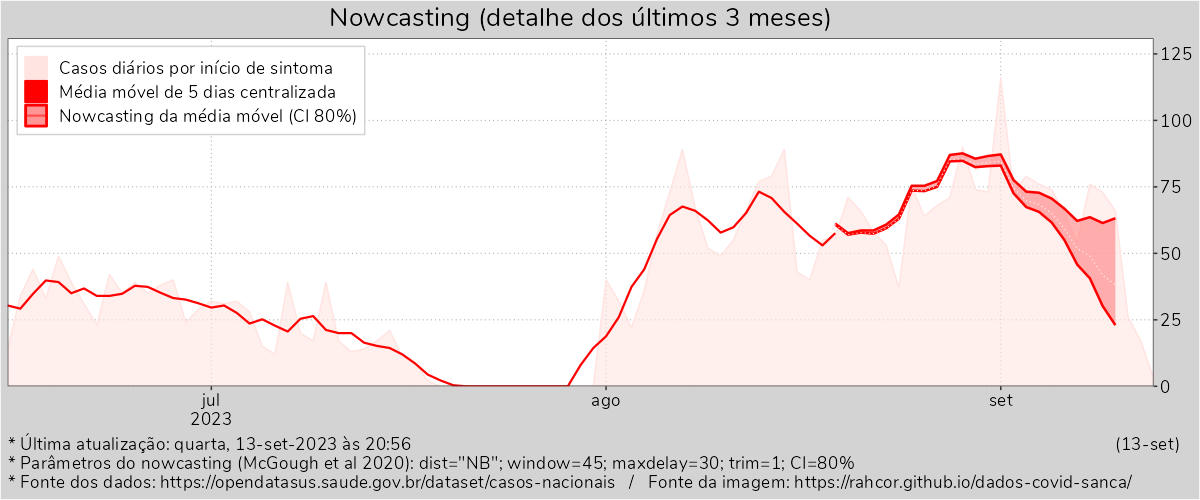 Nowcasting (detalhe dos últimos 3 meses)
Casos diários por início de sintoma
Média móvel de 5 dias centralizada
Nowcasting da média móvel (CI 80%)
125
100
75
50
25
0
jul
2023
ago
set
* Última atualização: quarta, 13-set-2023 às 20:56
(13-set)
* Parâmetros do nowcasting (McGough et al 2020): dist="NB"; window=45; maxdelay=30; trim=1; CI=80%
* Fonte dos dados: https://opendatasus.saude.gov.br/dataset/casos-nacionais / Fonte da imagem: https://rahcor.github.io/dados-covid-sanca/